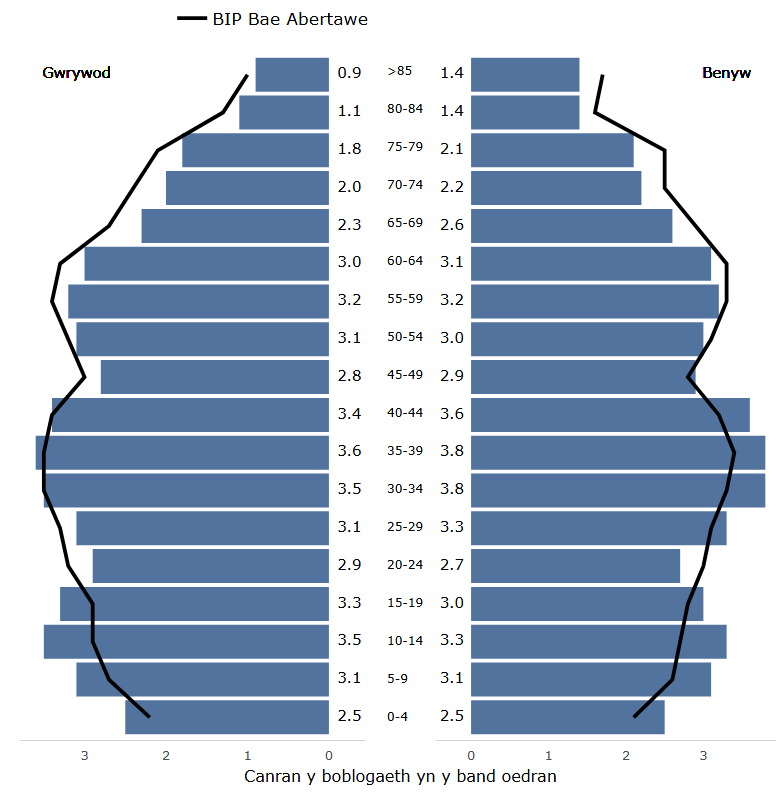 BIP Bae Abertawe
Gwrywod Benyw
0.9 >85 1.4
1.1 80-84 1.4
1.8 75-79 2.1
2.0 70-74 2.2
2.3 65-69 2.6
3.0 60-64 3.1
3.2 55-59 3.2
3.1 50-54 3.0
2.8 45-49 2.9
3.4 40-44 3.6
3.6 35-39 3.8
3.5 30-34 3.8
3.1 25-29 3.3
2.9 20-24 2.7
3.3 15-19 3.0
3.5 10-14 3.3
3.1 5-9 3.1
2.5 0-4 2.5
3 2 1 0 0 1 2 3
Canran y boblogaeth yn y band oedran